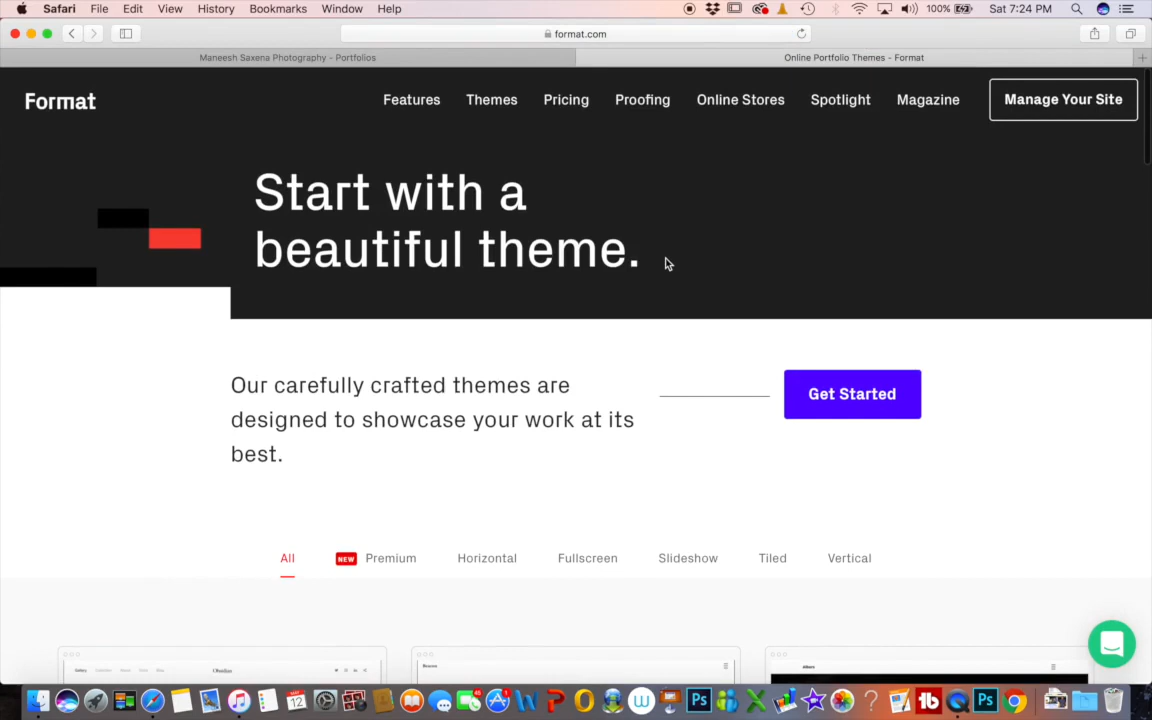 Safari File Edit View History Bookmarks Window Help 100% Sat 7:24 PM
format.com
Maneesh Saxena Photography - Portfolios Online Portfolio Themes - Format
Format Features Themes Pricing Proofing Online Stores Spotlight Magazine Manage Your Site
Start with a
beautiful theme.
Our carefully crafted themes are
designed to showcase your work at its
best.
Get Started
All NEW Premium Horizontal Fullscreen Slideshow Tiled Vertical
Gallery Obsidian